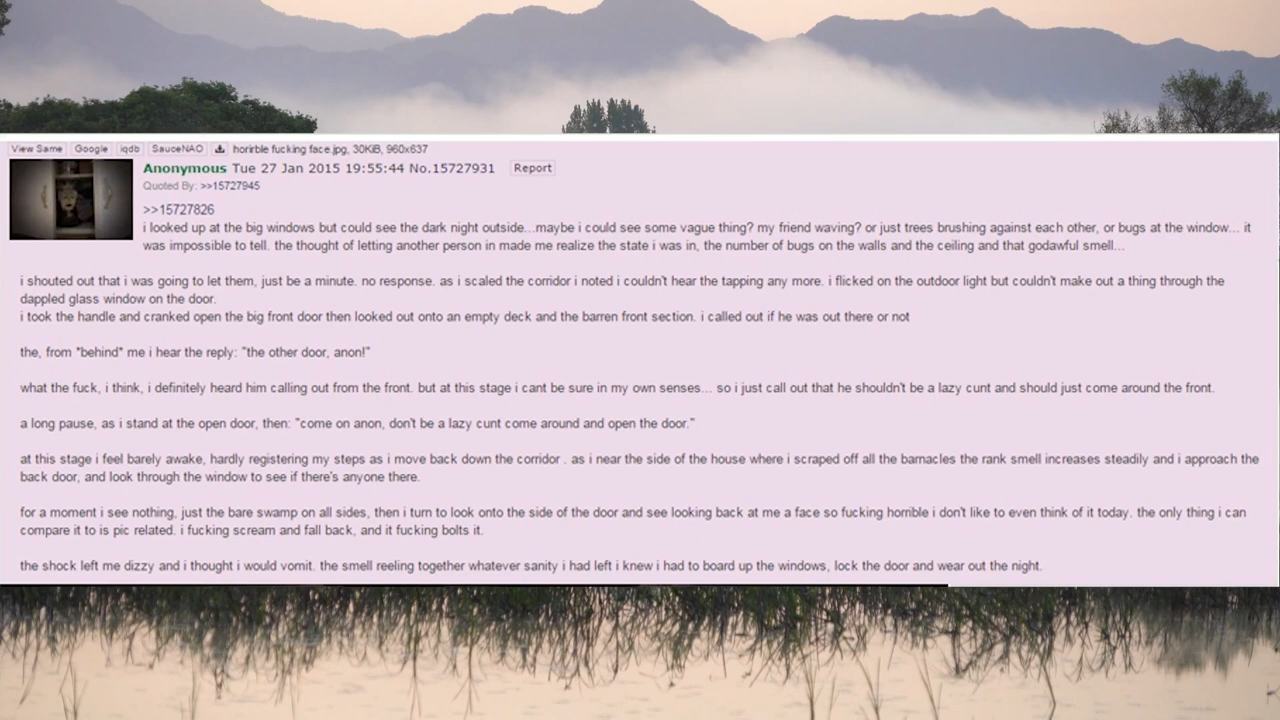 View Same Google iqdb SauceNAO horirble fucking face.jpg, 30KiB, 960x637
Anonymous Tue 27 Jan 2015 19:55:44 No.15727931 Report
Quoted By: >>15727945
>>15727826
i looked up at the big windows but could see the dark night outside...maybe i could see some vague thing? my friend waving? or just trees brushing against each other, or bugs at the window... it
was impossible to tell. the thought of letting another person in made me realize the state i was in, the number of bugs on the walls and the ceiling and that godawful smell...
i shouted out that i was going to let them, just be a minute. no response. as i scaled the corridor i noted i couldn't hear the tapping any more. i flicked on the outdoor light but couldn't make out a thing through the
dappled glass window on the door.
i took the handle and cranked open the big front door then looked out onto an empty deck and the barren front section. i called out if he was out there or not
the, from *behind* me i hear the reply: "the other door, anon!"
what the fuck, i think, i definitely heard him calling out from the front. but at this stage i cant be sure in my own senses... so i just call out that he shouldn't be a lazy cunt and should just come around the front.
a long pause, as i stand at the open door, then: "come on anon, don't be a lazy cunt come around and open the door."
at this stage i feel barely awake, hardly registering my steps as i move back down the corridor . as i near the side of the house where i scraped off all the barnacles the rank smell increases steadily and i approach the
back door, and look through the window to see if there's anyone there.
for a moment i see nothing, just the bare swamp on all sides, then i turn to look onto the side of the door and see looking back at me a face so fucking horrible i don't like to even think of it today. the only thing i can
compare it to is pic related. i fucking scream and fall back, and it fucking bolts it.
the shock left me dizzy and i thought i would vomit. the smell reeling together whatever sanity i had left i knew i had to board up the windows, lock the door and wear out the night.